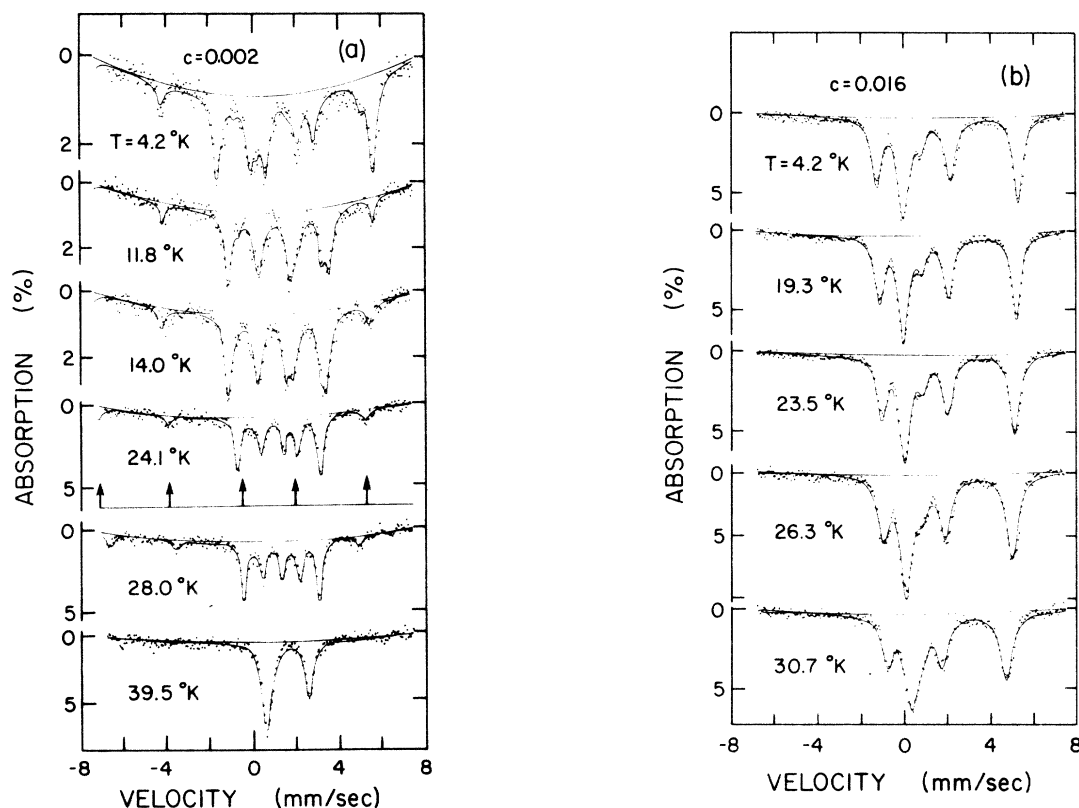 (a)
c=0.002
0
2
T=4.2 °K
0
2
11.8 °K
0
2
14.0 °K
0
5
24.1 °K
0
5
28.0 °K
0
5
39.5 °K
ABSORPTION (%)
-8 -4 0 4 8
VELOCITY (mm/sec)
(b)
c=0.016
0
5
T=4.2 °K
0
5
19.3 °K
0
5
23.5 °K
0
5
26.3 °K
0
5
30.7 °K
ABSORPTION (%)
-8 -4 0 4 8
VELOCITY (mm/sec)